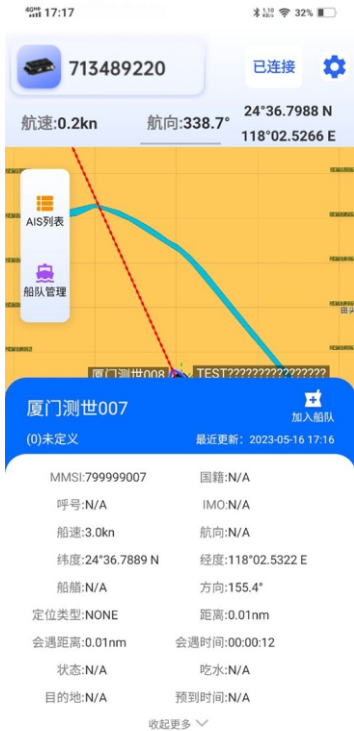 17:17
32%
713489220
已连接
航速:0.2kn
航向:338.7°
24°36.7988 N
118°02.5266 E
AIS列表
船队管理
厦门测世008
TEST????????????????
厦门测世007
加入船队
(0)未定义
最近更新：2023-05-16 17:16
MMSI:799999007
国籍:N/A
呼号:N/A
IMO:N/A
船速:3.0kn
航向:N/A
纬度:24°36.7889 N
经度:118°02.5322 E
船艏:N/A
方向:155.4°
定位类型:NONE
距离:0.01nm
会遇距离:0.01nm
会遇时间:00:00:12
状态:N/A
吃水:N/A
目的地:N/A
预到时间:N/A
收起更多